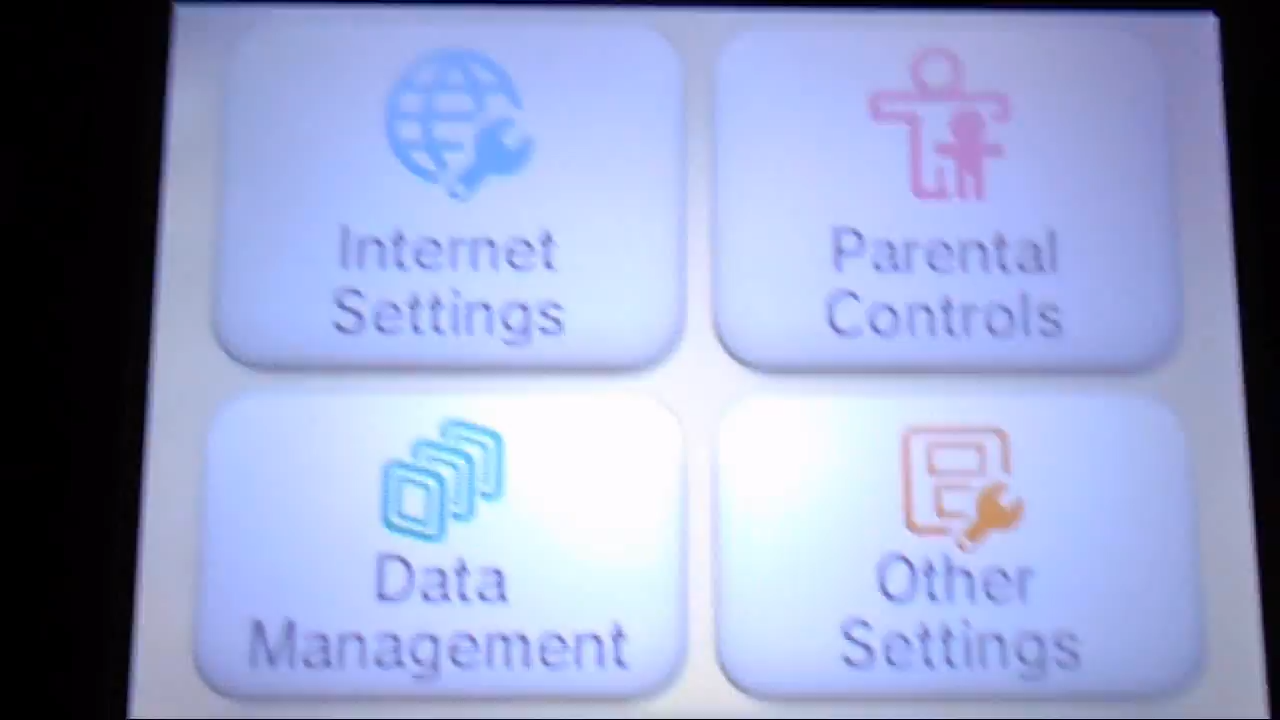 Internet
Settings
Parental
Controls
Data
Management
Other
Settings